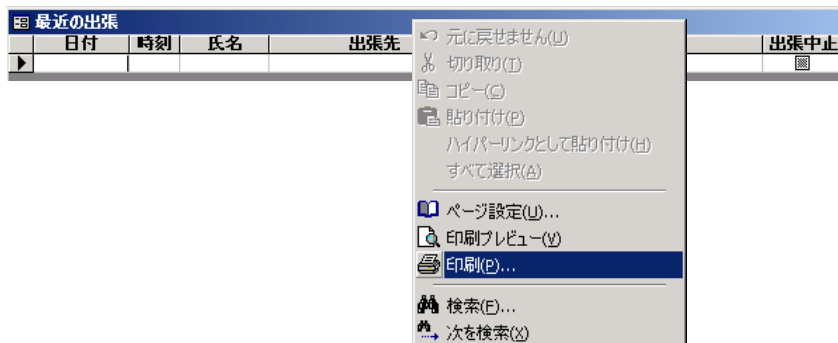 最近の出張
日付 時刻 氏名 出張先 出張中止
元に戻せません(U)
切り取り(T)
コピー(C)
貼り付け(P)
ハイパーリンクとして貼り付け(H)
すべて選択(A)
ページ設定(U)...
印刷プレビュー(V)
印刷(P)...
検索(F)...
次を検索(X)